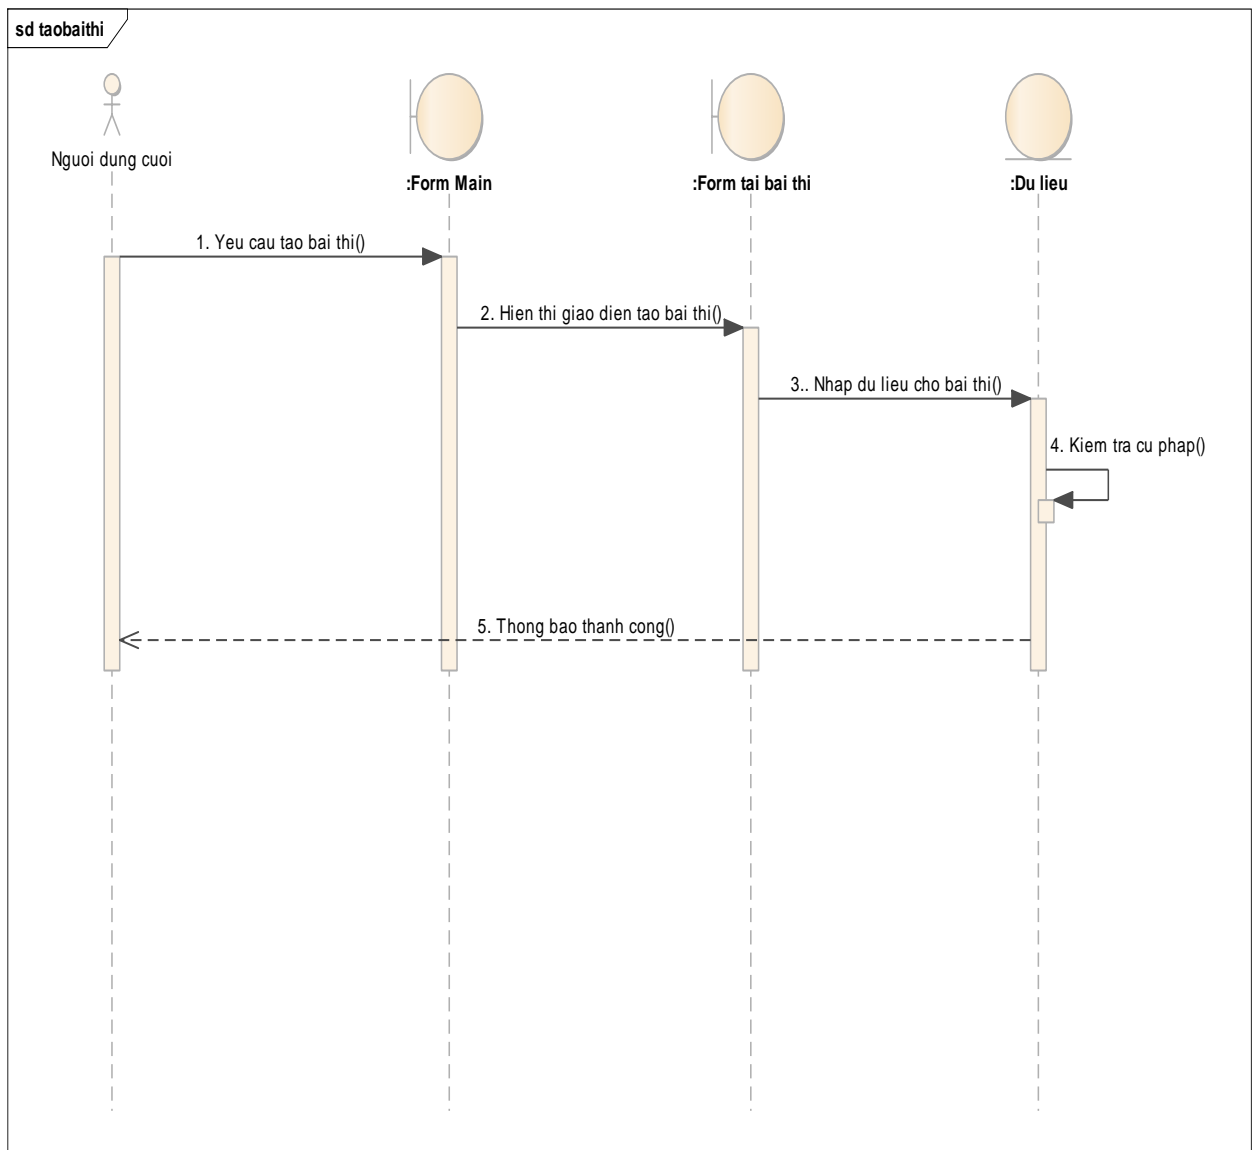 sd taobaithi
Nguoi dung cuoi
:Form Main
:Form tai bai thi
:Du lieu
1. Yeu cau tao bai thi()
2. Hien thi giao dien tao bai thi()
3.. Nhap du lieu cho bai thi()
4. Kiem tra cu phap()
5. Thong bao thanh cong()